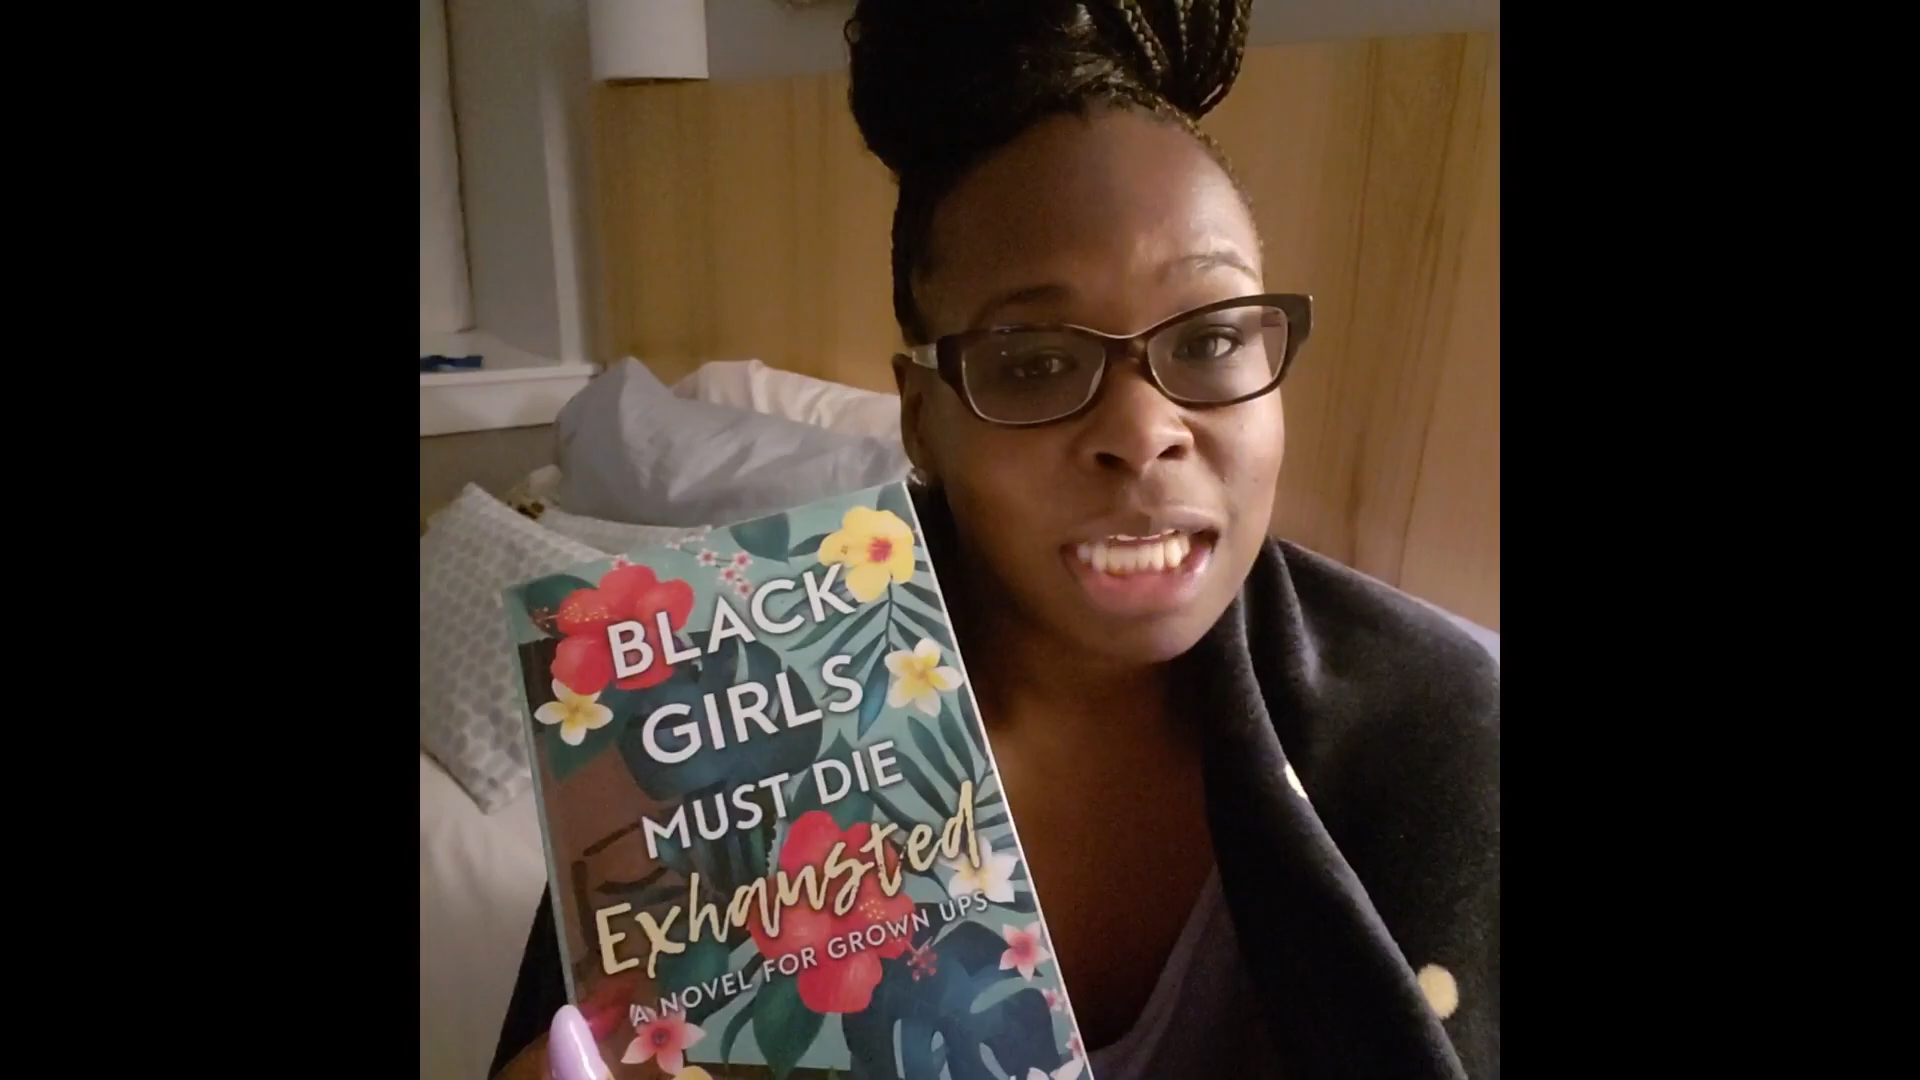 BLACK
GIRLS
MUST DIE
Exhausted
A NOVEL FOR GROWN UPS